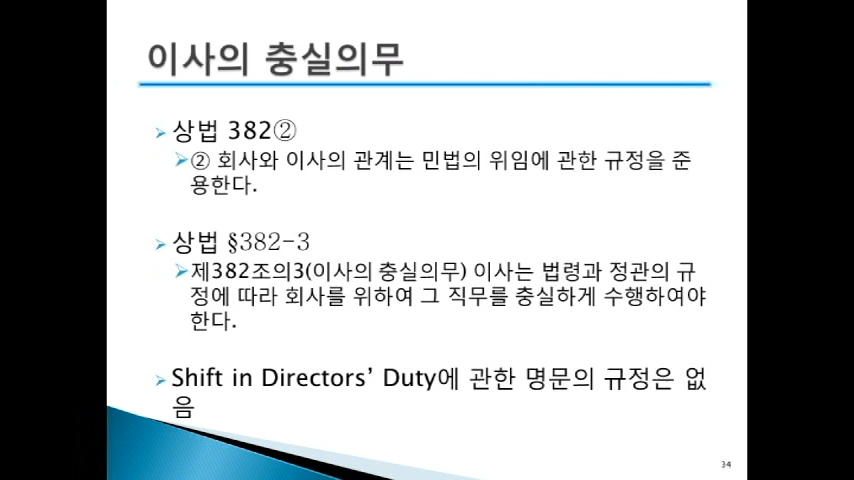 이사의 충실의무
상법 382②
② 회사와 이사의 관계는 민법의 위임에 관한 규정을 준
용한다.
상법 §382-3
제382조의3(이사의 충실의무) 이사는 법령과 정관의 규
정에 따라 회사를 위하여 그 직무를 충실하게 수행하여야
한다.
Shift in Directors’ Duty에 관한 명문의 규정은 없
음
34